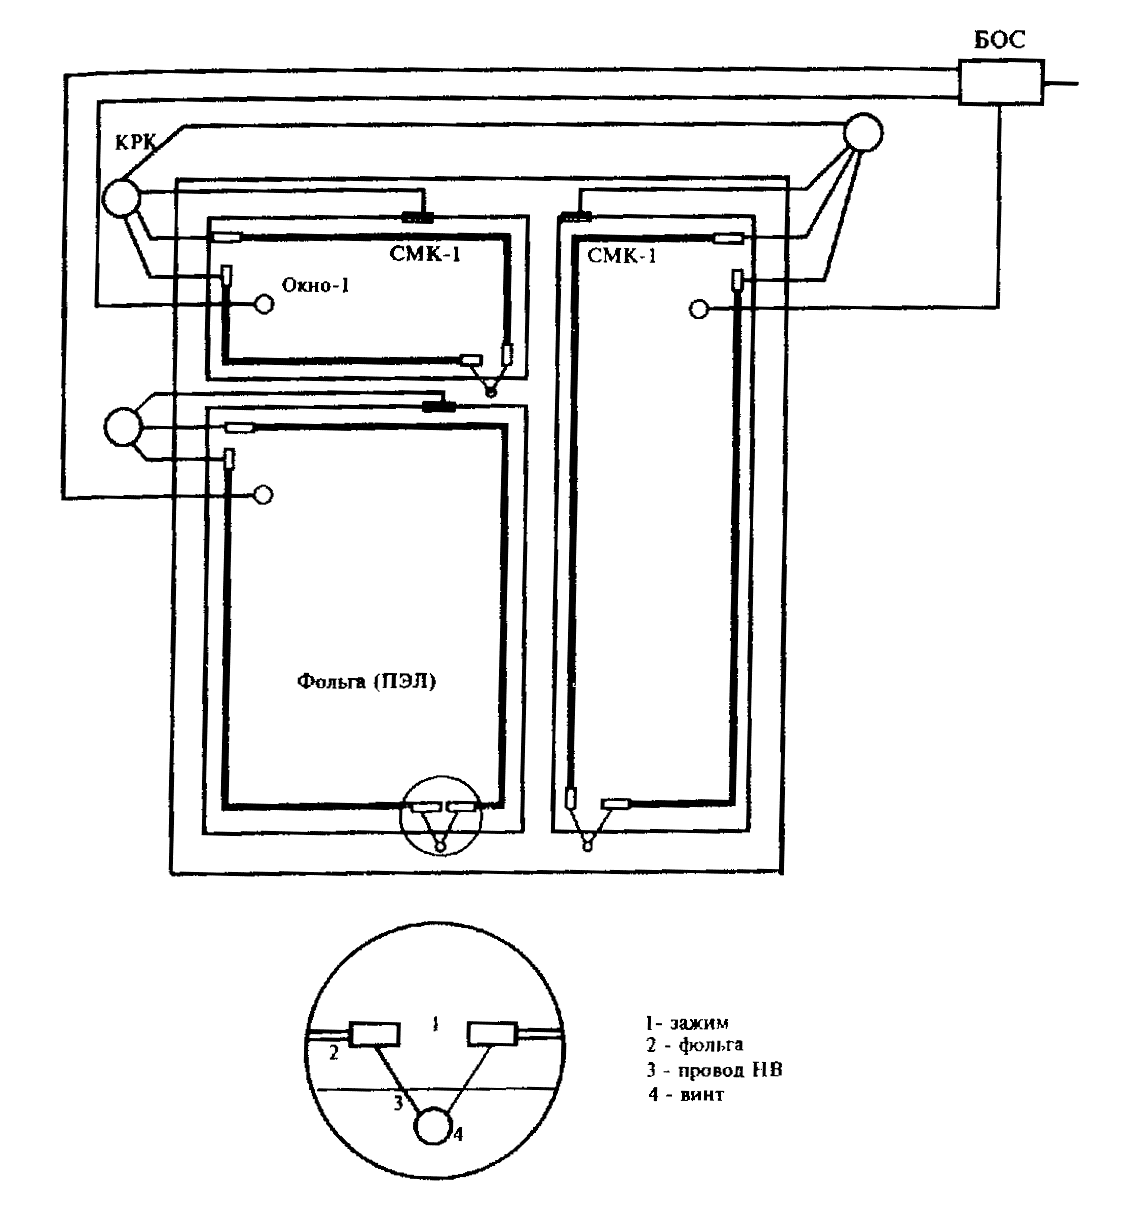 БОС
КРК
СМК-1
СМК-1
Окно-1
Фольга (ПЭЛ)
1
2
3
4
1- зажим
2 - фольга
3 - провод НВ
4 - винт